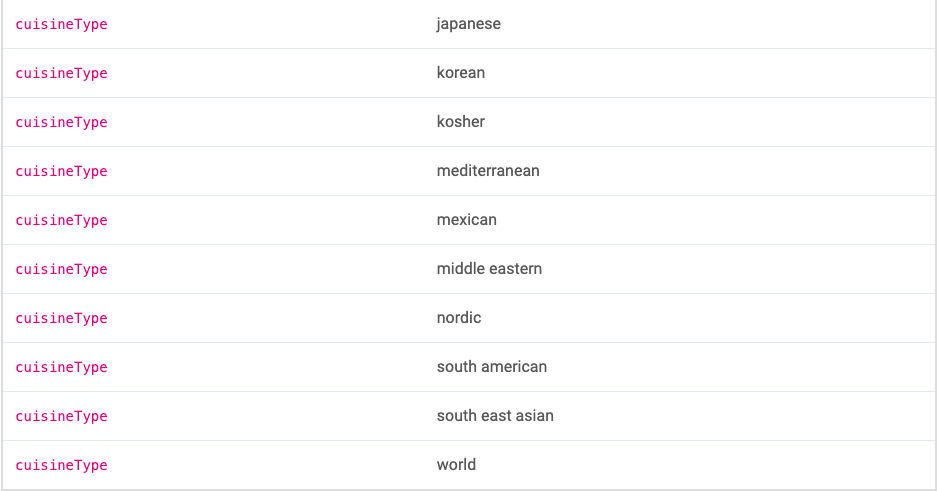 cuisineType japanese
cuisineType korean
cuisineType kosher
cuisineType mediterranean
cuisineType mexican
cuisineType middle eastern
cuisineType nordic
cuisineType south american
cuisineType south east asian
cuisineType world